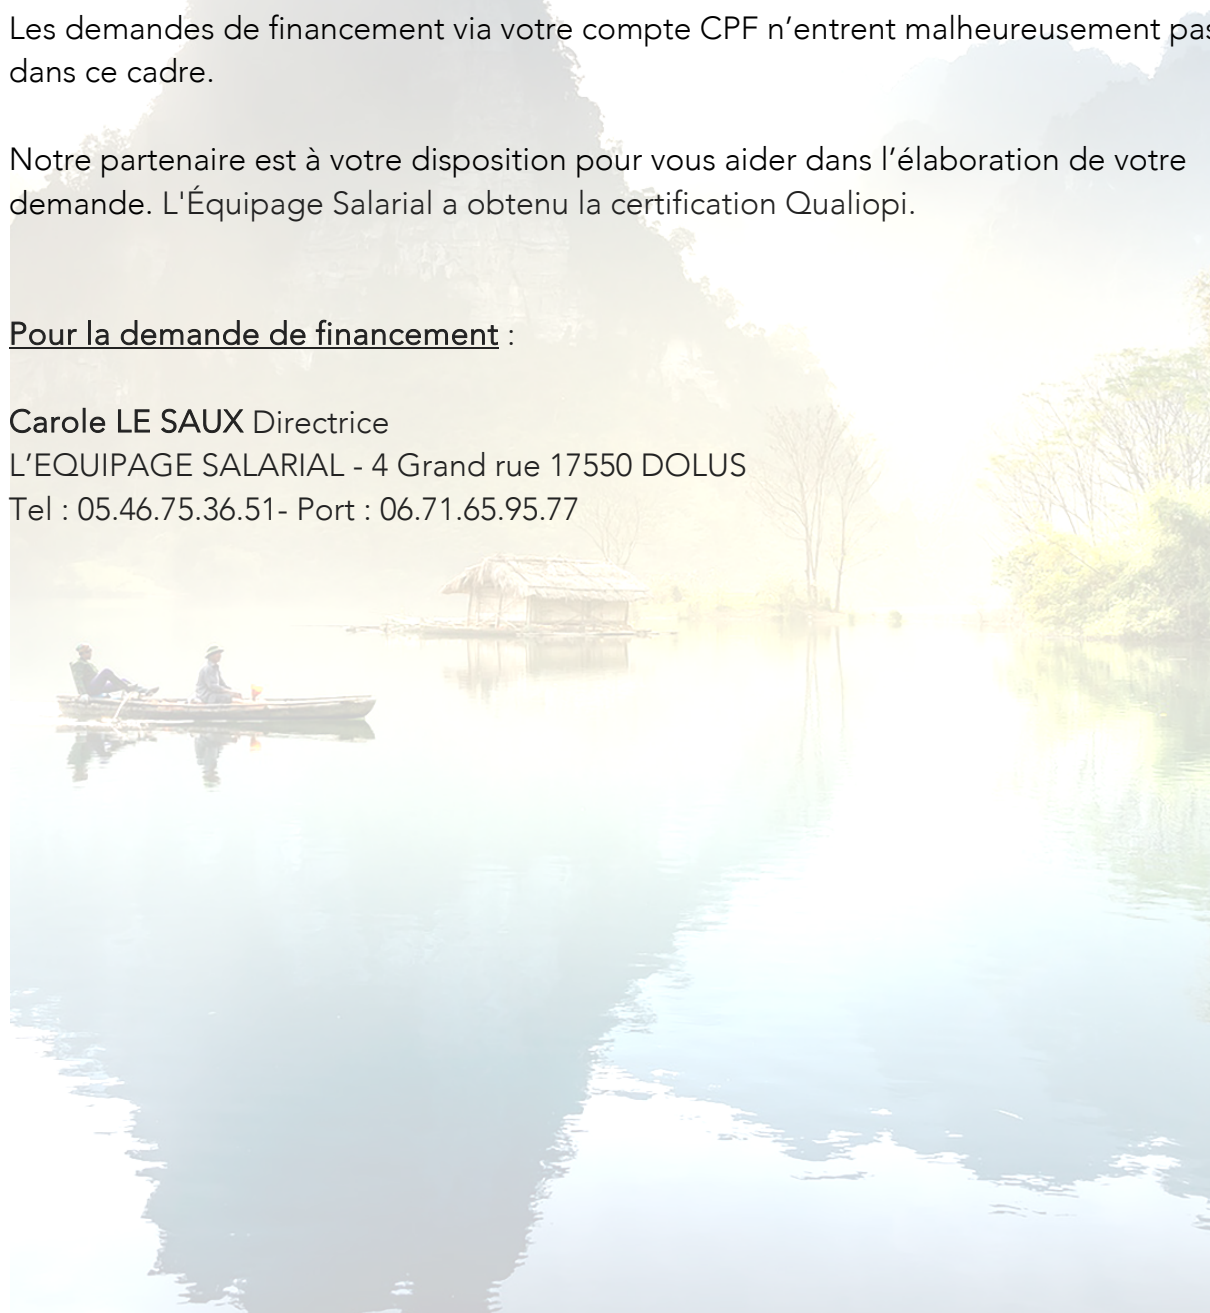 Les demandes de financement via votre compte CPF n’entrent malheureusement pas
dans ce cadre.
Notre partenaire est à votre disposition pour vous aider dans l’élaboration de votre
demande. L'Équipage Salarial a obtenu la certification Qualiopi.
Pour la demande de financement :
Carole LE SAUX Directrice
L’EQUIPAGE SALARIAL - 4 Grand rue 17550 DOLUS
Tel : 05.46.75.36.51- Port : 06.71.65.95.77